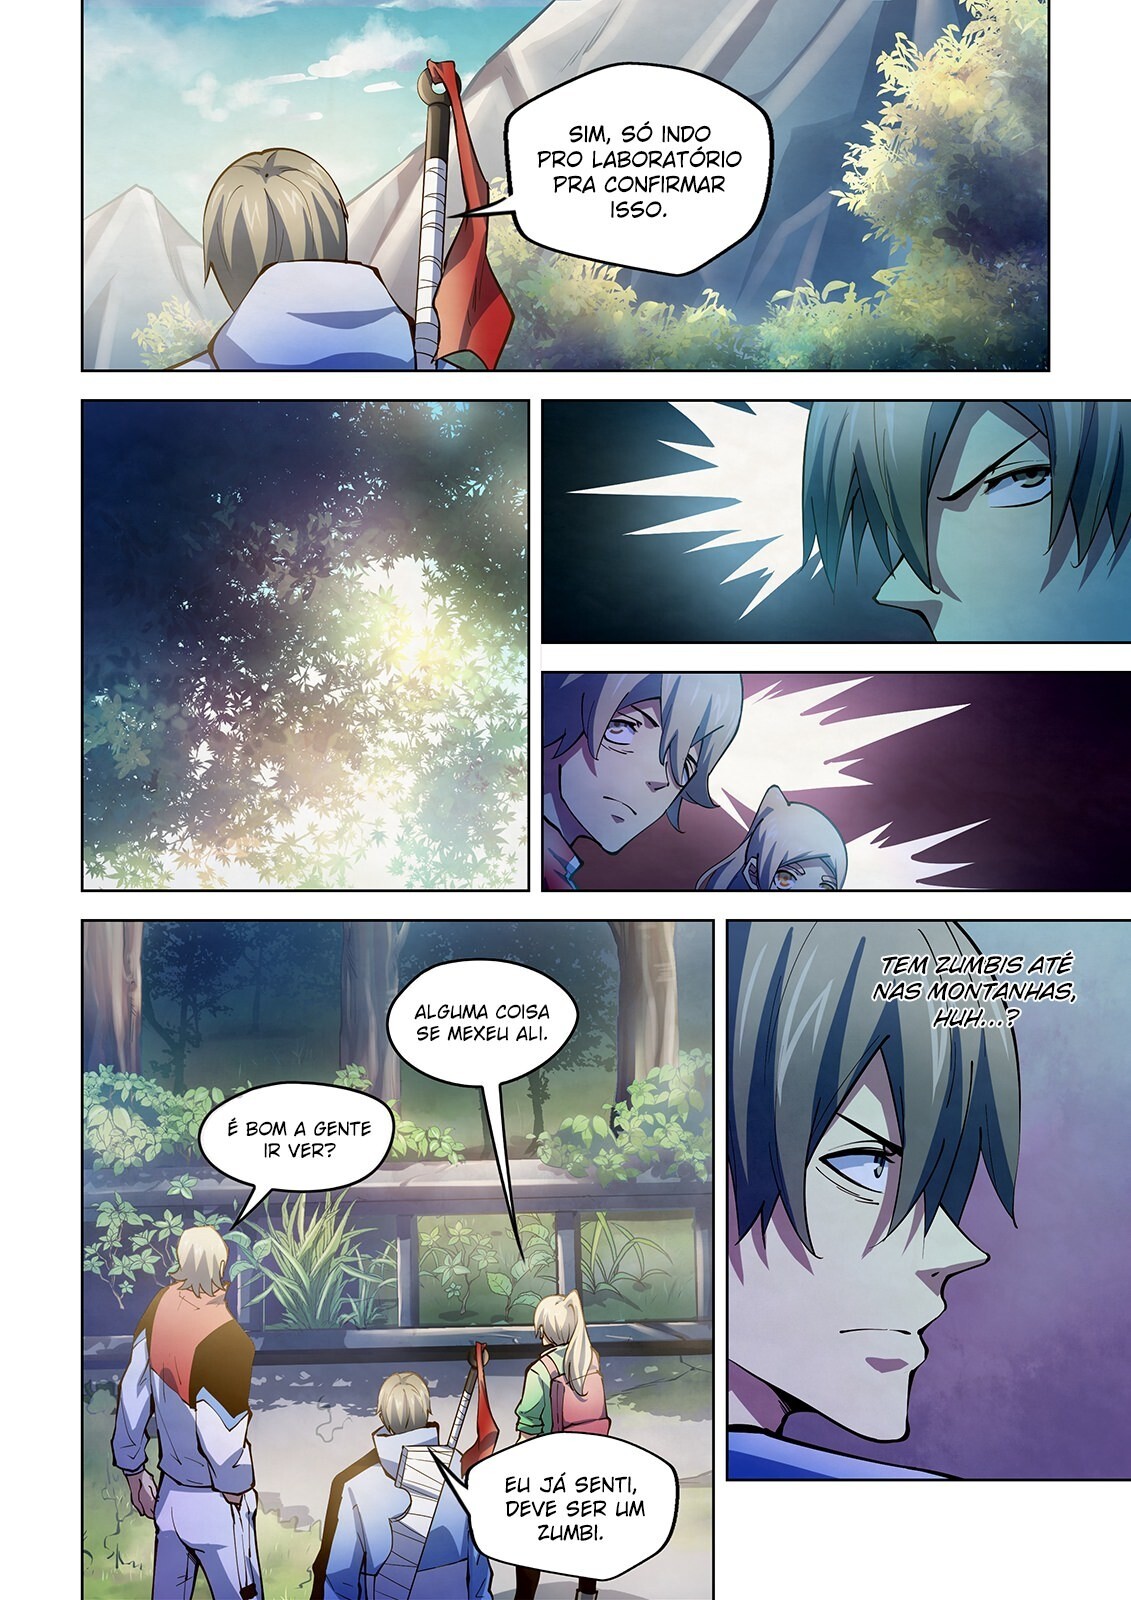 SIM, SÓ INDO
PRO LABORATÓRIO
PRA CONFIRMAR
ISSO.
ALGUMA COISA
SE MEXEU ALI.
É BOM A GENTE
IR VER?
EU JÁ SENTI,
DEVE SER UM
ZUMBI.
TEM ZUMBIS ATÉ
NAS MONTANHAS,
HUH...?